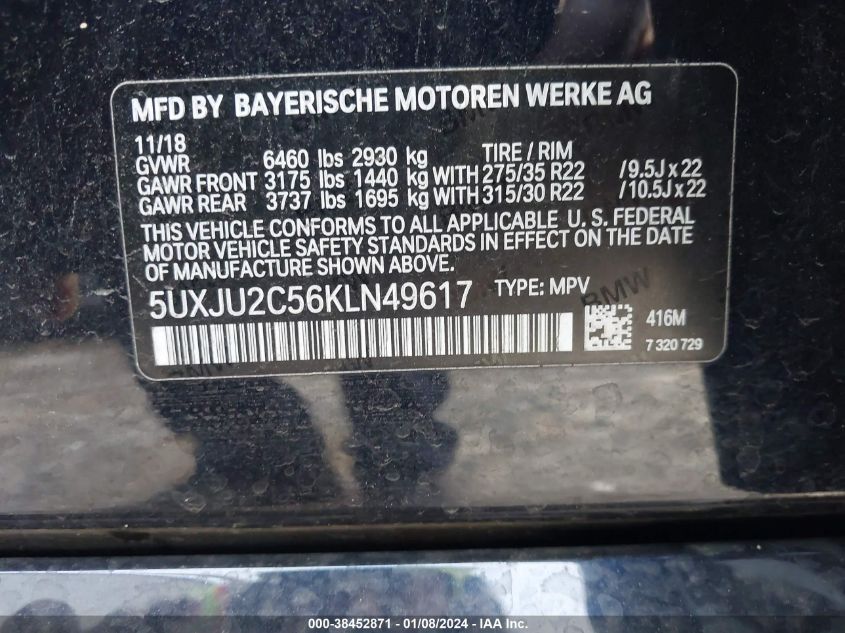 MFD BY BAYERISCHE MOTOREN WERKE AG
11/18
GVWR 6460 lbs 2930 kg TIRE / RIM
GAWR FRONT 3175 lbs 1440 kg WITH 275/35 R22 /9.5J x 22
GAWR REAR 3737 lbs 1695 kg WITH 315/30 R22 /10.5J x 22
THIS VEHICLE CONFORMS TO ALL APPLICABLE U. S. FEDERAL
MOTOR VEHICLE SAFETY STANDARDS IN EFFECT ON THE DATE
OF MANUFACTURE SHOWN ABOVE.
5UXJU2C56KLN49617 TYPE: MPV
416M
7 320 729
BMW
000-38452871 - 01/08/2024 - IAA Inc.